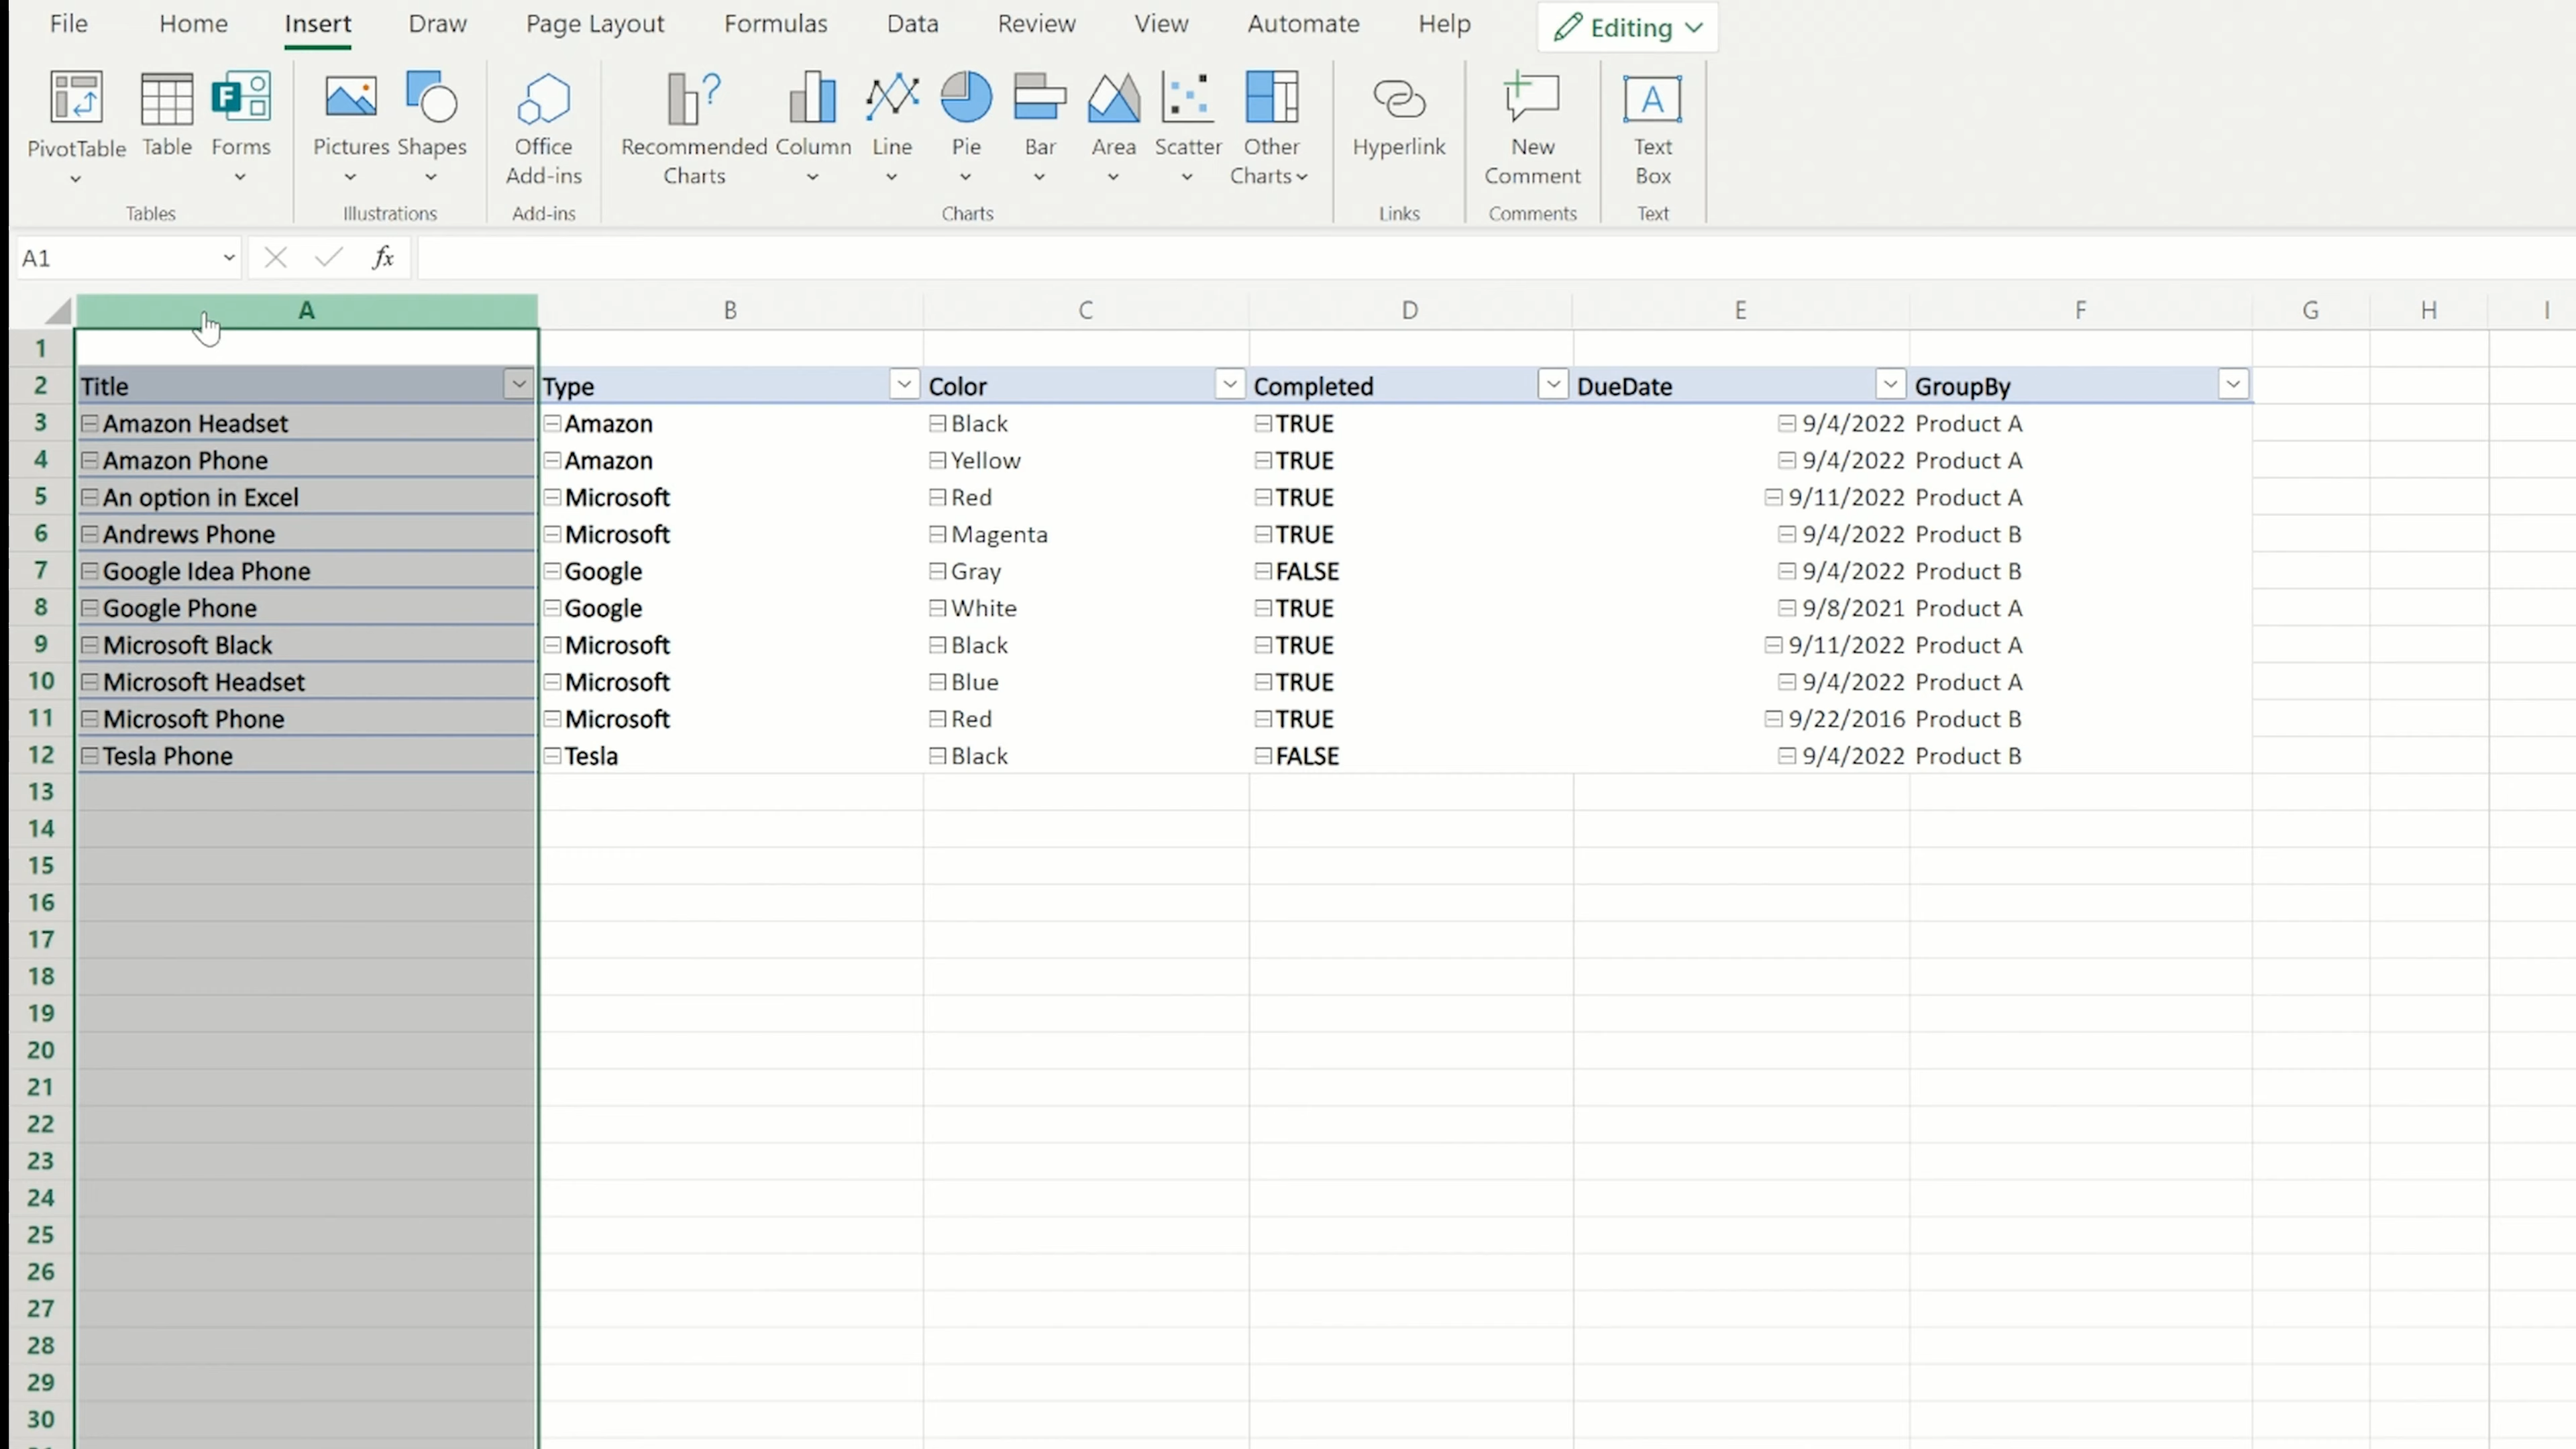 File Home Insert Draw Page Layout Formulas Data Review View Automate Help Editing
PivotTable Table Forms Pictures Shapes Office Add-ins Recommended Charts Column Line Pie Bar Area Scatter Other Charts Hyperlink New Comment Text Box
Tables Illustrations Add-ins Charts Links Comments Text
A1 fx
A B C D E F G H I
1
2 Title Type Color Completed DueDate GroupBy
3 Amazon Headset Amazon Black TRUE 9/4/2022 Product A
4 Amazon Phone Amazon Yellow TRUE 9/4/2022 Product A
5 An option in Excel Microsoft Red TRUE 9/11/2022 Product A
6 Andrews Phone Microsoft Magenta TRUE 9/4/2022 Product B
7 Google Idea Phone Google Gray FALSE 9/4/2022 Product B
8 Google Phone Google White TRUE 9/8/2021 Product A
9 Microsoft Black Microsoft Black TRUE 9/11/2022 Product A
10 Microsoft Headset Microsoft Blue TRUE 9/4/2022 Product A
11 Microsoft Phone Microsoft Red TRUE 9/22/2016 Product B
12 Tesla Phone Tesla Black FALSE 9/4/2022 Product B
13
14
15
16
17
18
19
20
21
22
23
24
25
26
27
28
29
30